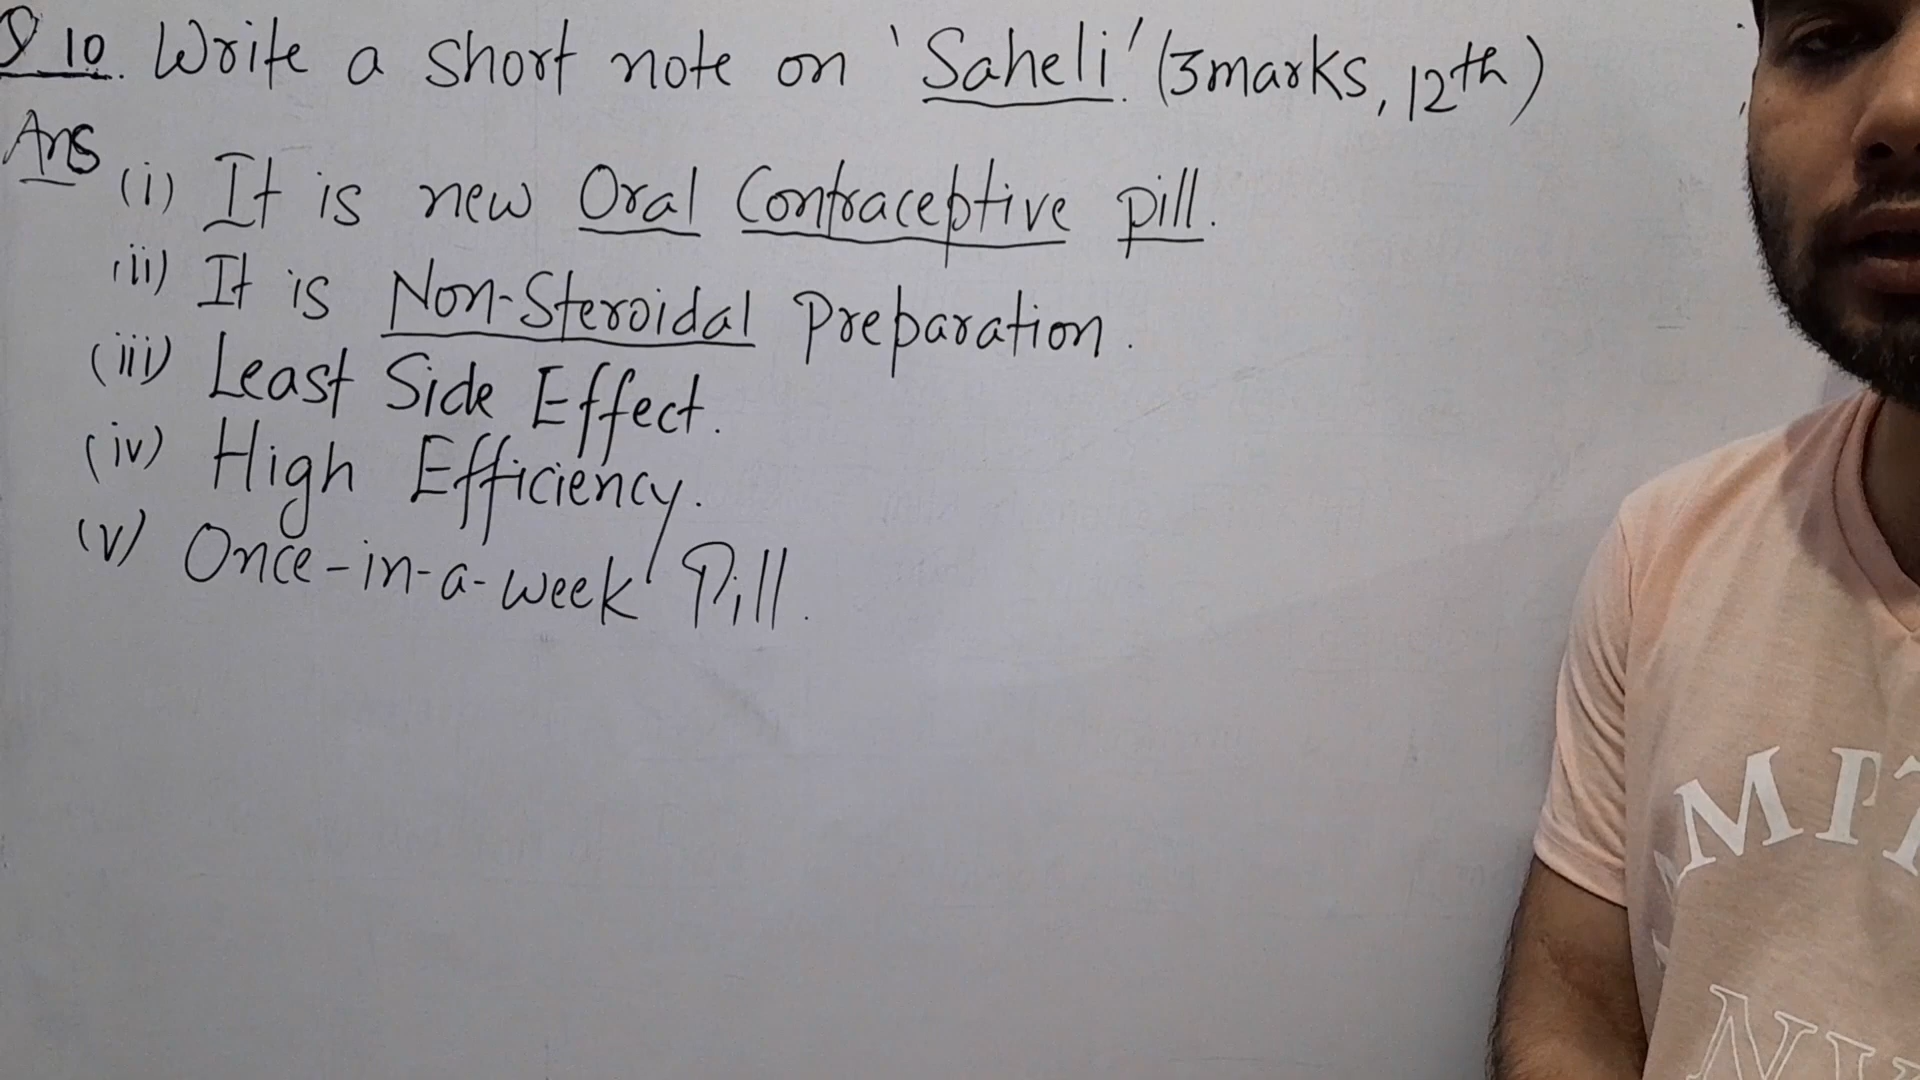 Q 10. Write a short note on 'Saheli.' (3marks, 12th)
Ans
(i) It is new Oral Contraceptive pill.
(ii) It is Non-Steroidal Preparation.
(iii) Least Side Effect.
(iv) High Efficiency.
(v) Once-in-a-week' Pill.